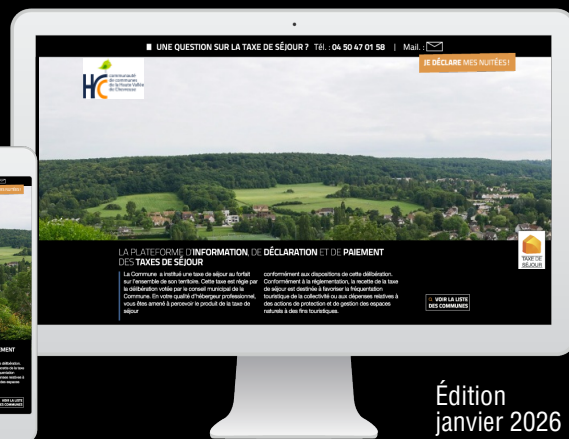 UNE QUESTION SUR LA TAXE DE SÉJOUR ? Tél. : 04 50 47 01 58 | Mail. :
JE DÉCLARE MES NUITÉES !
HC
communauté
de communes
de la Haute Vallée
de Chevreuse
LA PLATEFORME D'INFORMATION, DE DÉCLARATION ET DE PAIEMENT
DES TAXES DE SÉJOUR
La Commune a institué une taxe de séjour au forfait
sur l'ensemble de son territoire. Cette taxe est régie par
la délibération votée par le conseil municipal de la
Commune. En votre qualité d'hébergeur professionnel,
vous êtes amené à percevoir le produit de la taxe de
séjour
conformément aux dispositions de cette délibération.
Conformément à la réglementation, la recette de la taxe
de séjour est destinée à favoriser la fréquentation
touristique de la collectivité ou aux dépenses relatives à
des actions de protection et de gestion des espaces
naturels à des fins touristiques.
TAXE DE
SÉJOUR
VOIR LA LISTE
DES COMMUNES
VOIR LA LISTE
DES COMMUNES
Édition
janvier 2026